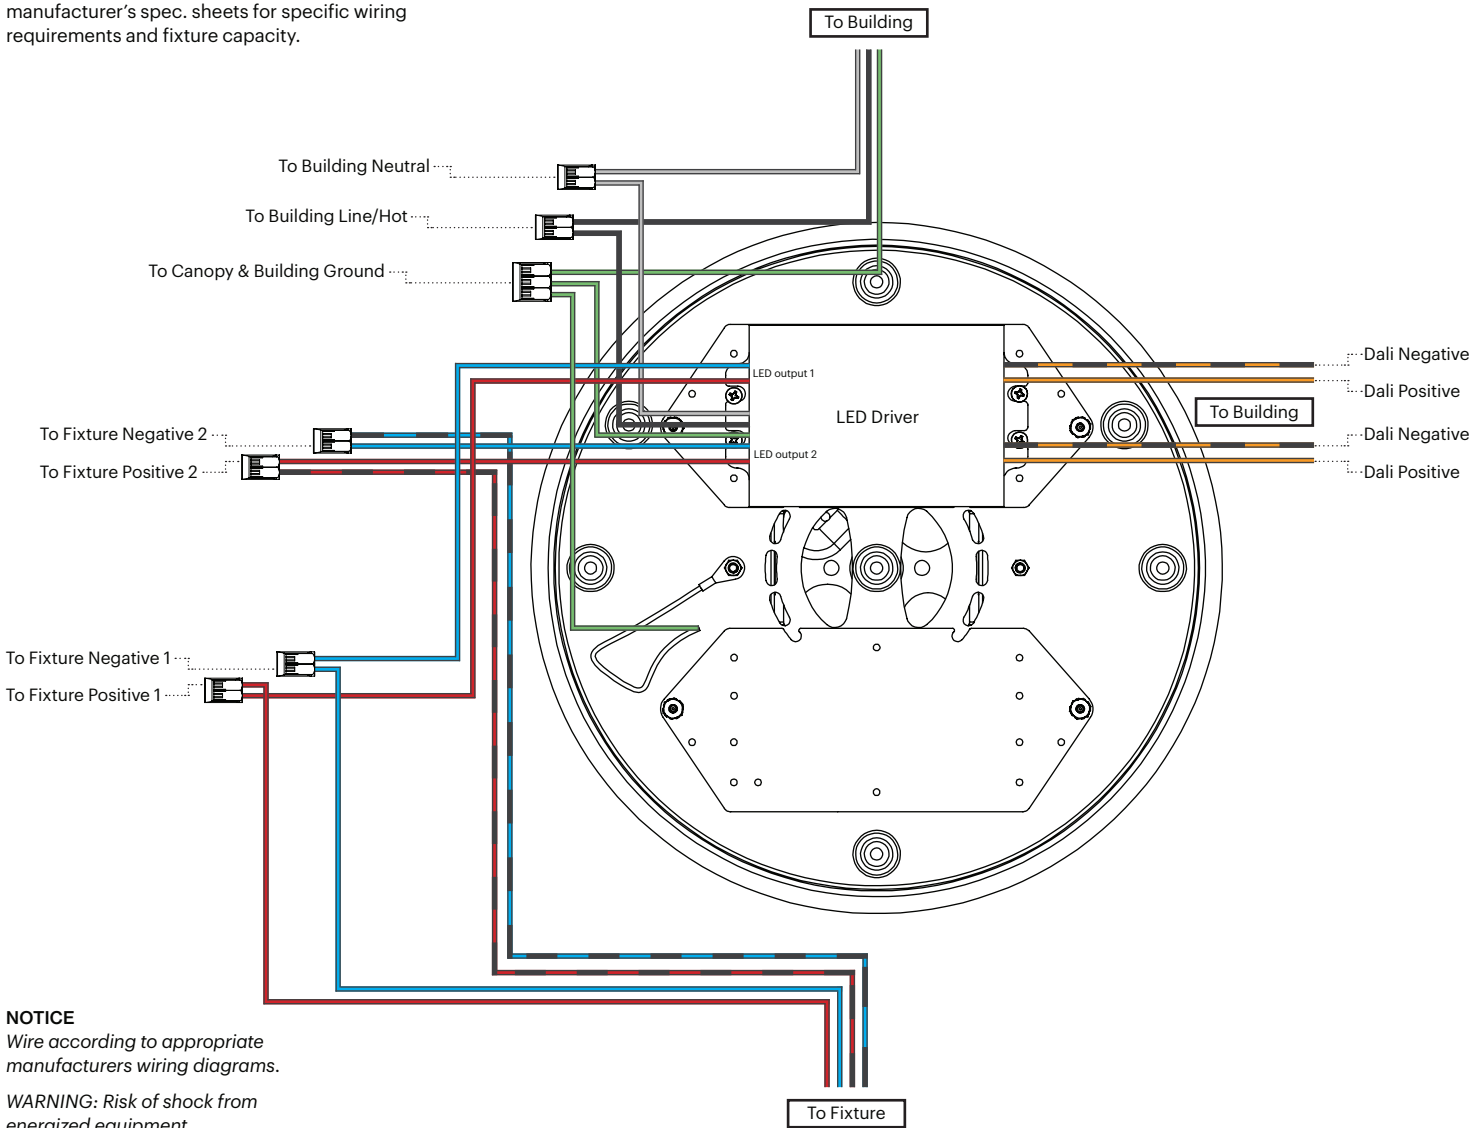 manufacturer’s spec. sheets for specific wiring
requirements and fixture capacity.
To Building
To Building Neutral
To Building Line/Hot
To Canopy & Building Ground
LED output 1
LED Driver
LED output 2
Dali Negative
Dali Positive
To Building
Dali Negative
Dali Positive
To Fixture Negative 2
To Fixture Positive 2
To Fixture Negative 1
To Fixture Positive 1
NOTICE
Wire according to appropriate
manufacturers wiring diagrams.
WARNING: Risk of shock from
energized equipment
To Fixture